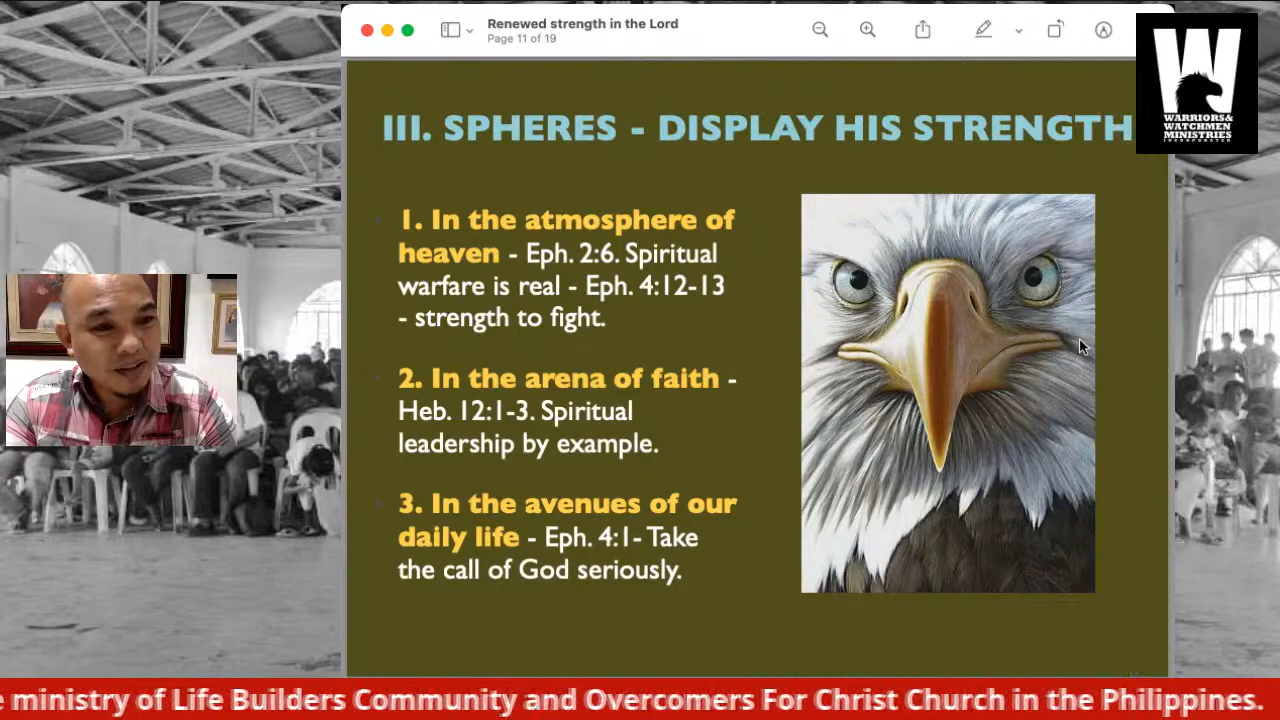 Renewed strength in the Lord
Page 11 of 19
W
WARRIORS&
WATCHMEN
MINISTRIES
INCORPORATED
III. SPHERES - DISPLAY HIS STRENGTH
1. In the atmosphere of
heaven - Eph. 2:6. Spiritual
warfare is real - Eph. 4:12-13
- strength to fight.
2. In the arena of faith -
Heb. 12:1-3. Spiritual
leadership by example.
3. In the avenues of our
daily life - Eph. 4:1- Take
the call of God seriously.
e ministry of Life Builders Community and Overcomers For Christ Church in the Philippines.